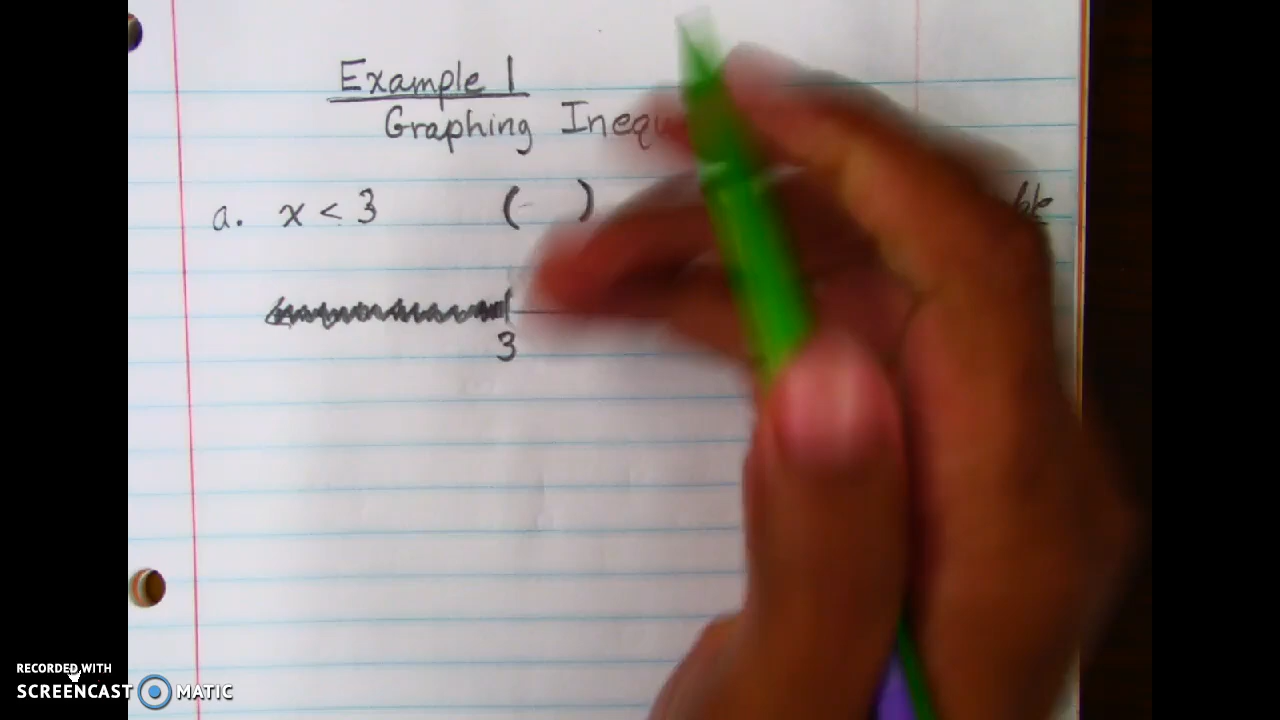 Example 1
Graphing Inequ
a. x < 3 ( )
3
RECORDED WITH
SCREENCAST MATIC